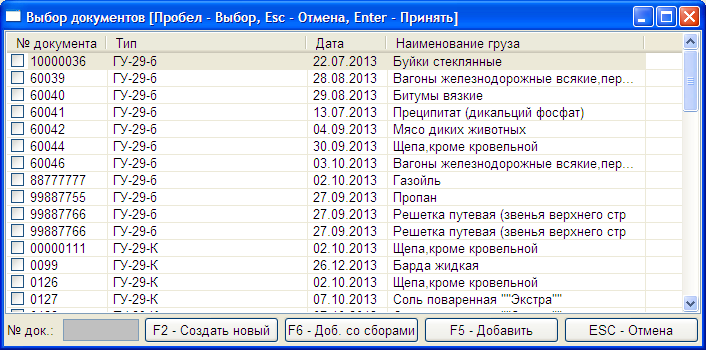 Выбор документов [Пробел - Выбор, Esc - Отмена, Enter - Принять]
№ документа Тип Дата Наименование груза
10000036 ГУ-29-б 22.07.2013 Буйки стеклянные
60039 ГУ-29-б 28.08.2013 Вагоны железнодорожные всякие,пер...
60040 ГУ-29-б 29.08.2013 Битумы вязкие
60041 ГУ-29-б 13.07.2013 Преципитат (дикальций фосфат)
60042 ГУ-29-б 04.09.2013 Мясо диких животных
60044 ГУ-29-б 30.09.2013 Щепа,кроме кровельной
60046 ГУ-29-б 03.10.2013 Вагоны железнодорожные всякие,пер...
88777777 ГУ-29-б 02.10.2013 Газойль
99887755 ГУ-29-б 27.09.2013 Пропан
99887766 ГУ-29-б 27.09.2013 Решетка путевая (звенья верхнего стр
99887766 ГУ-29-б 27.09.2013 Решетка путевая (звенья верхнего стр
00000111 ГУ-29-К 02.10.2013 Щепа,кроме кровельной
0099 ГУ-29-К 26.12.2013 Барда жидкая
0126 ГУ-29-К 02.10.2013 Щепа,кроме кровельной
0127 ГУ-29-К 07.10.2013 Соль поваренная ""Экстра""
№ док.: F2 - Создать новый F6 - Доб. со сборами F5 - Добавить ESC - Отмена